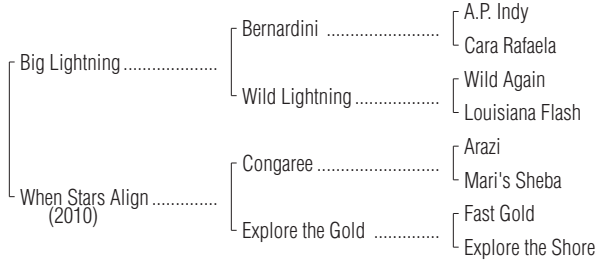 A.P. Indy
Bernardini ....................
Cara Rafaela
Big Lightning ...................
Wild Again
Wild Lightning .................
Louisiana Flash
Arazi
Congaree .........................
Mari's Sheba
When Stars Align .............
(2010)
Fast Gold
Explore the Gold .............
Explore the Shore